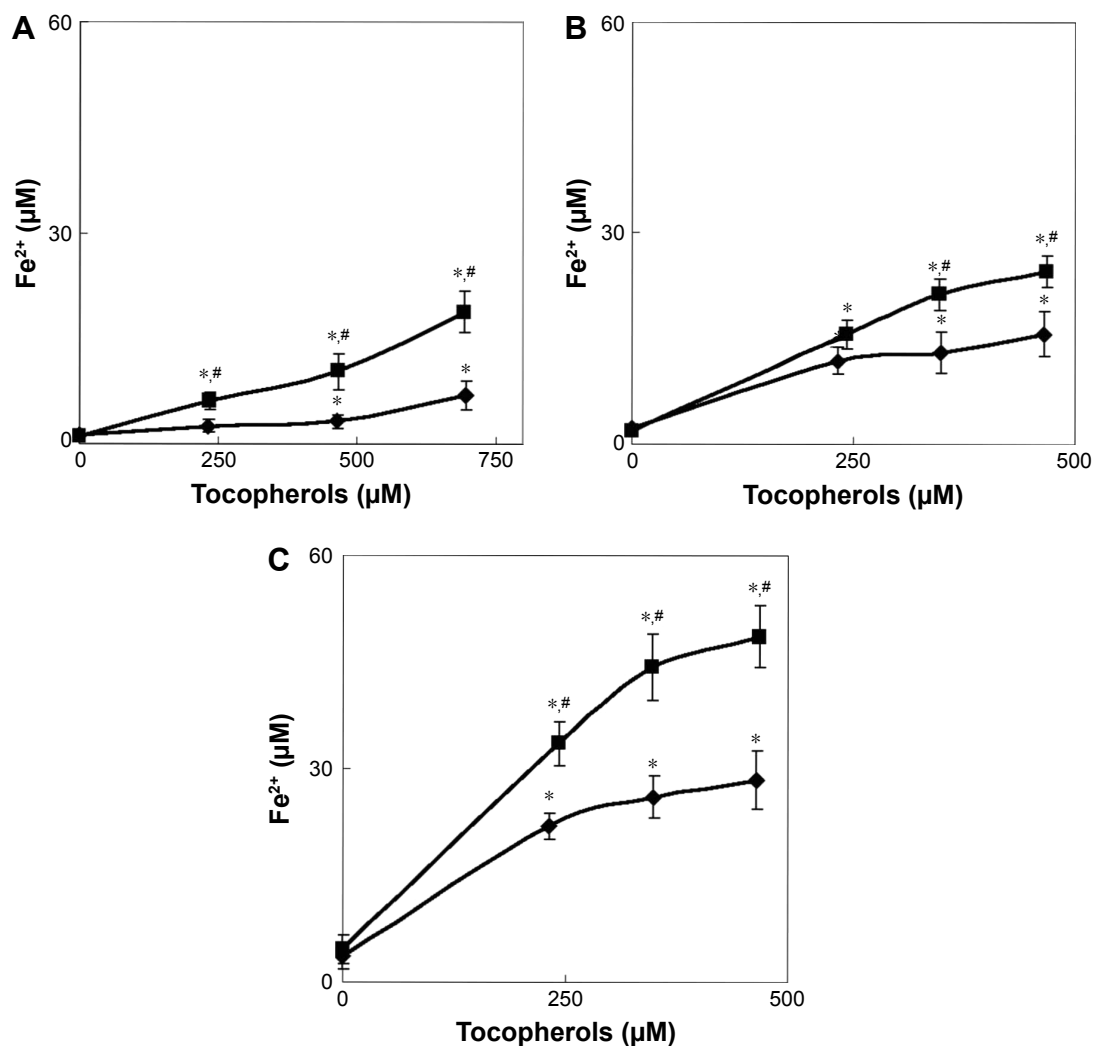 A
60
30
0
Fe²⁺ (µM)
*,#
*,#
*,#
*
*
0 250 500 750
Tocopherols (µM)
B
60
30
0
Fe²⁺ (µM)
*,#
*,#
*
*
*
*
0 250 500
Tocopherols (µM)
C
60
30
0
Fe²⁺ (µM)
*,#
*,#
*,#
*
*
*
0 250 500
Tocopherols (µM)